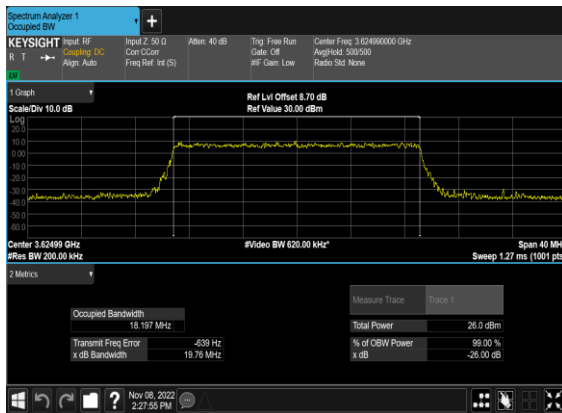 Spectrum Analyzer 1
Occupied BW
KEYSIGHT
R T
Input: RF
Coupling: DC
Align: Auto
Input Z: 50 Ω
Corr CCorr
Freq Ref: Int (S)
Atten: 40 dB
Trig: Free Run
Gate: Off
#IF Gain: Low
Center Freq: 3.624990000 GHz
Avg|Hold: 500/500
Radio Std: None
1 Graph
Scale/Div 10.0 dB
Ref Lvl Offset 8.70 dB
Ref Value 30.00 dBm
Log
20.0
10.0
0.00
-10.0
-20.0
-30.0
-40.0
-50.0
-60.0
Center 3.62499 GHz
#Res BW 200.00 kHz
#Video BW 620.00 kHz*
Span 40 MH
Sweep 1.27 ms (1001 pts
2 Metrics
Measure Trace Trace 1
Occupied Bandwidth
18.197 MHz
Total Power 26.0 dBm
Transmit Freq Error -639 Hz
% of OBW Power 99.00 %
x dB Bandwidth 19.76 MHz
x dB -26.00 dB
?
Nov 08, 2022
2:27:55 PM